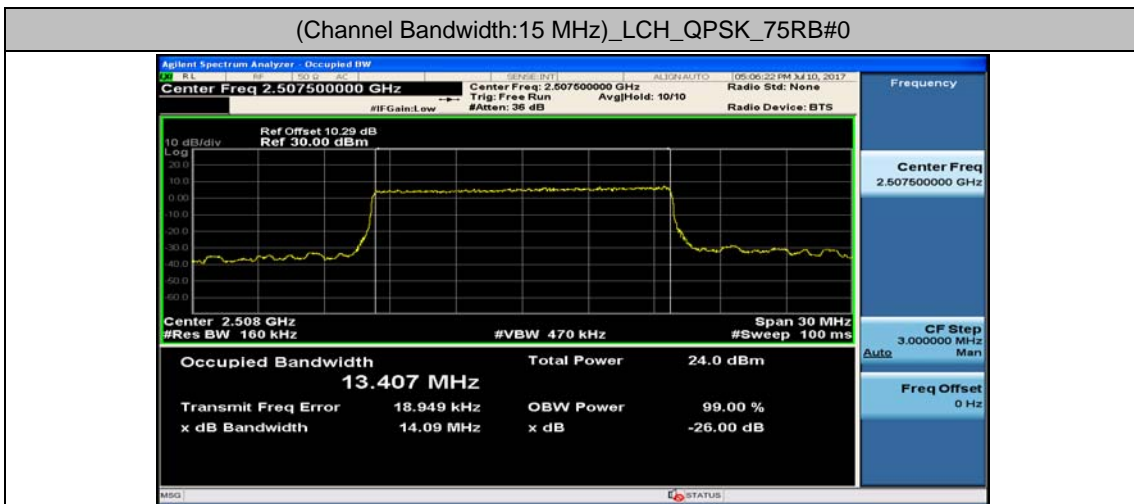 (Channel Bandwidth:15 MHz)_LCH_QPSK_75RB#0
Agilent Spectrum Analyzer - Occupied BW
RL RF 50 Ω AC SENSE:INT ALIGN AUTO 05:06:22 PM Jul 10, 2017
Center Freq 2.507500000 GHz
Center Freq: 2.507500000 GHz
Radio Std: None
Trig: Free Run Avg|Hold: 10/10
#IFGain:Low #Atten: 36 dB Radio Device: BTS
Frequency
Ref Offset 10.29 dB
10 dB/div Ref 30.00 dBm
Log
20.0
10.0
0.00
-10.0
-20.0
-30.0
-40.0
-50.0
-60.0
Center 2.508 GHz Span 30 MHz
#Res BW 160 kHz #VBW 470 kHz #Sweep 100 ms
Occupied Bandwidth Total Power 24.0 dBm
13.407 MHz
Transmit Freq Error 18.949 kHz OBW Power 99.00 %
x dB Bandwidth 14.09 MHz x dB -26.00 dB
Center Freq
2.507500000 GHz
CF Step
3.000000 MHz
Auto Man
Freq Offset
0 Hz
MSG STATUS